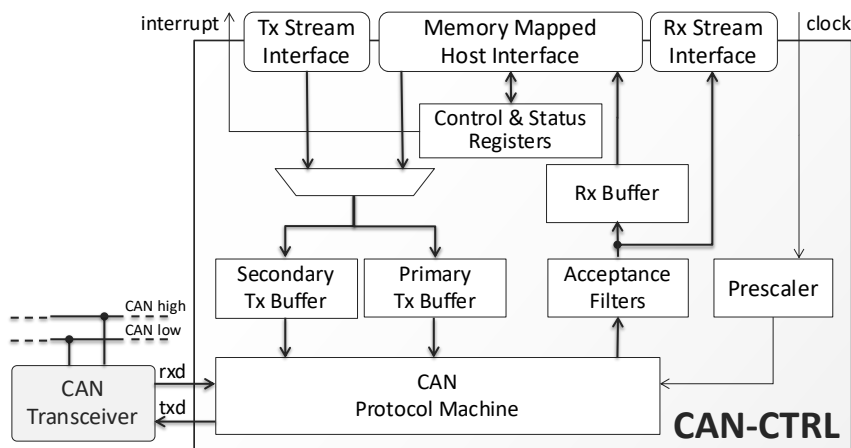 interrupt
Tx Stream
Interface
Memory Mapped
Host Interface
Rx Stream
Interface
clock
Control & Status
Registers
Rx Buffer
Secondary
Tx Buffer
Primary
Tx Buffer
Acceptance
Filters
Prescaler
CAN high
CAN low
CAN
Transceiver
rxd
txd
CAN
Protocol Machine
CAN-CTRL